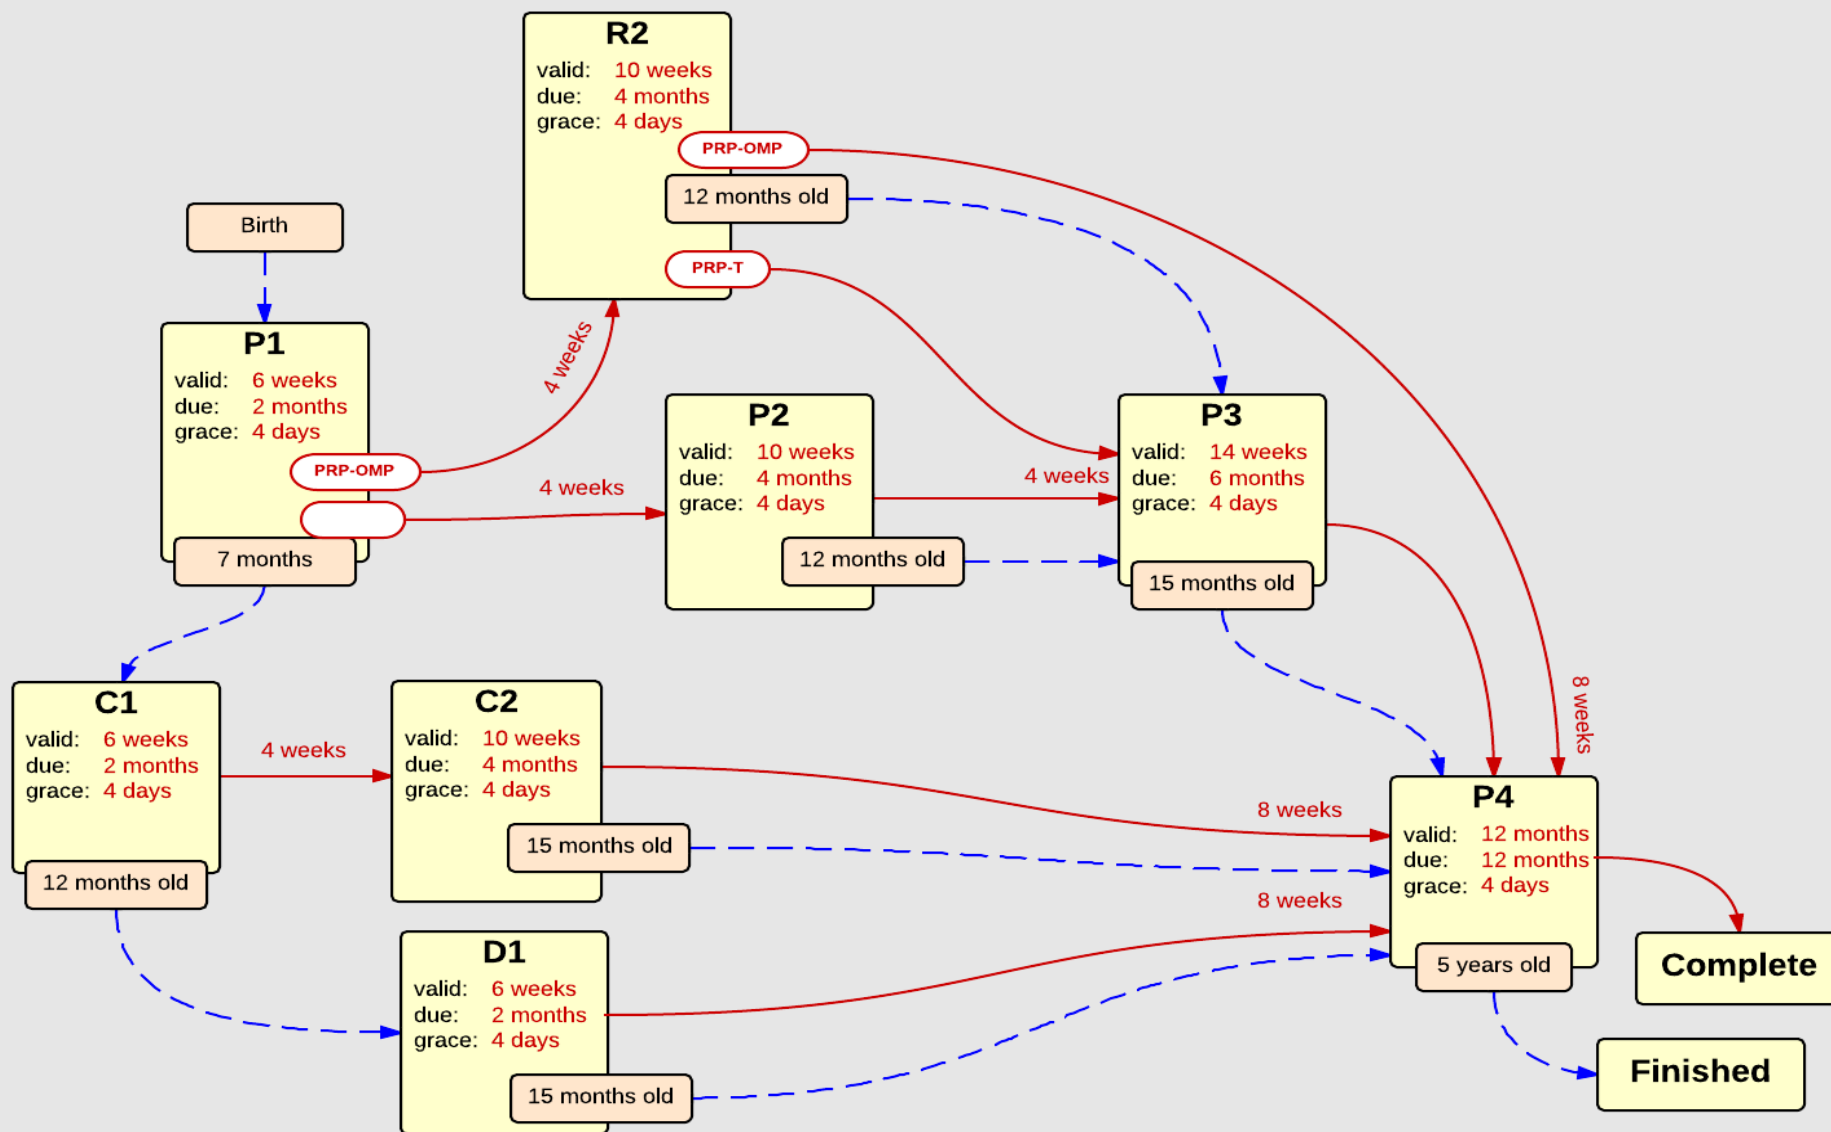 R2
valid: 10 weeks
due: 4 months
grace: 4 days
PRP-OMP
12 months old
PRP-T
Birth
P1
valid: 6 weeks
due: 2 months
grace: 4 days
PRP-OMP
7 months
4 weeks
4 weeks
P2
valid: 10 weeks
due: 4 months
grace: 4 days
12 months old
4 weeks
P3
valid: 14 weeks
due: 6 months
grace: 4 days
15 months old
C1
valid: 6 weeks
due: 2 months
grace: 4 days
12 months old
4 weeks
C2
valid: 10 weeks
due: 4 months
grace: 4 days
15 months old
8 weeks
8 weeks
8 weeks
D1
valid: 6 weeks
due: 2 months
grace: 4 days
15 months old
P4
valid: 12 months
due: 12 months
grace: 4 days
5 years old
Complete
Finished